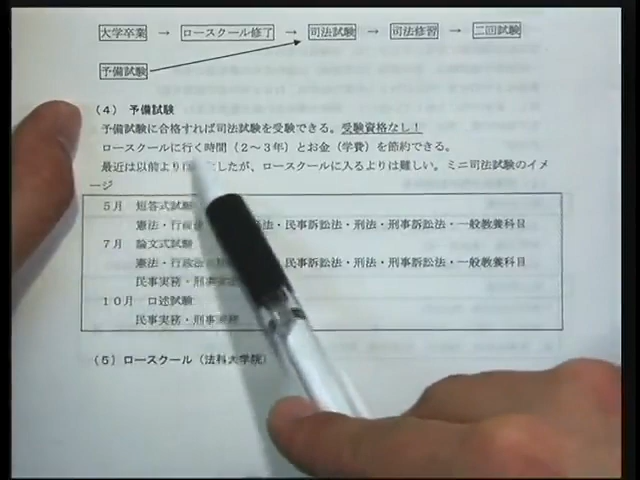 大学卒業 → ロースクール修了 → 司法試験 → 司法修習 → 二回試験
予備試験
(4) 予備試験
予備試験に合格すれば司法試験を受験できる。受験資格なし!
ロースクールに行く時間(2~3年)とお金(学費)を節約できる。
最近は以前より したが、ロースクールに入るよりは難しい。ミニ司法試験のイメ
ージ
5月 短答式試験
憲法・行政 ・民事訴訟法・刑法・刑事訴訟法・一般教養科目
7月 論文式試験
憲法・行政 ・民事訴訟法・刑法・刑事訴訟法・一般教養科目
民事実務・刑事
10月 口述試験
民事実務・刑事実務
(5) ロースクール(法科大学院)